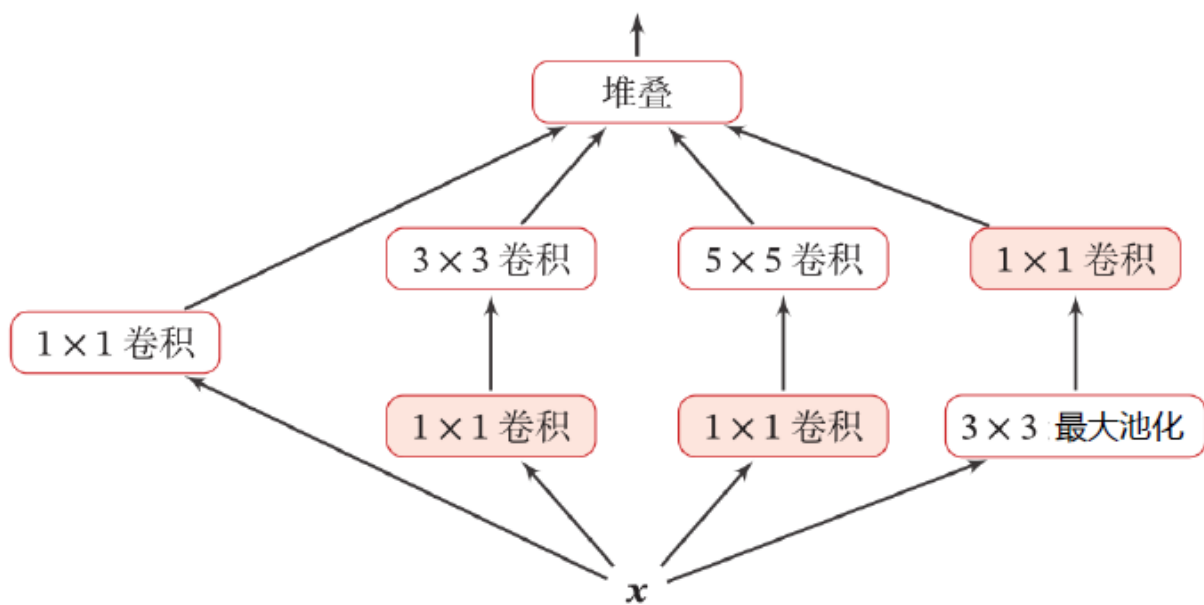 堆叠
3 × 3 卷积
5 × 5 卷积
1 × 1 卷积
1 × 1 卷积
1 × 1 卷积
1 × 1 卷积
3 × 3 最大池化
x